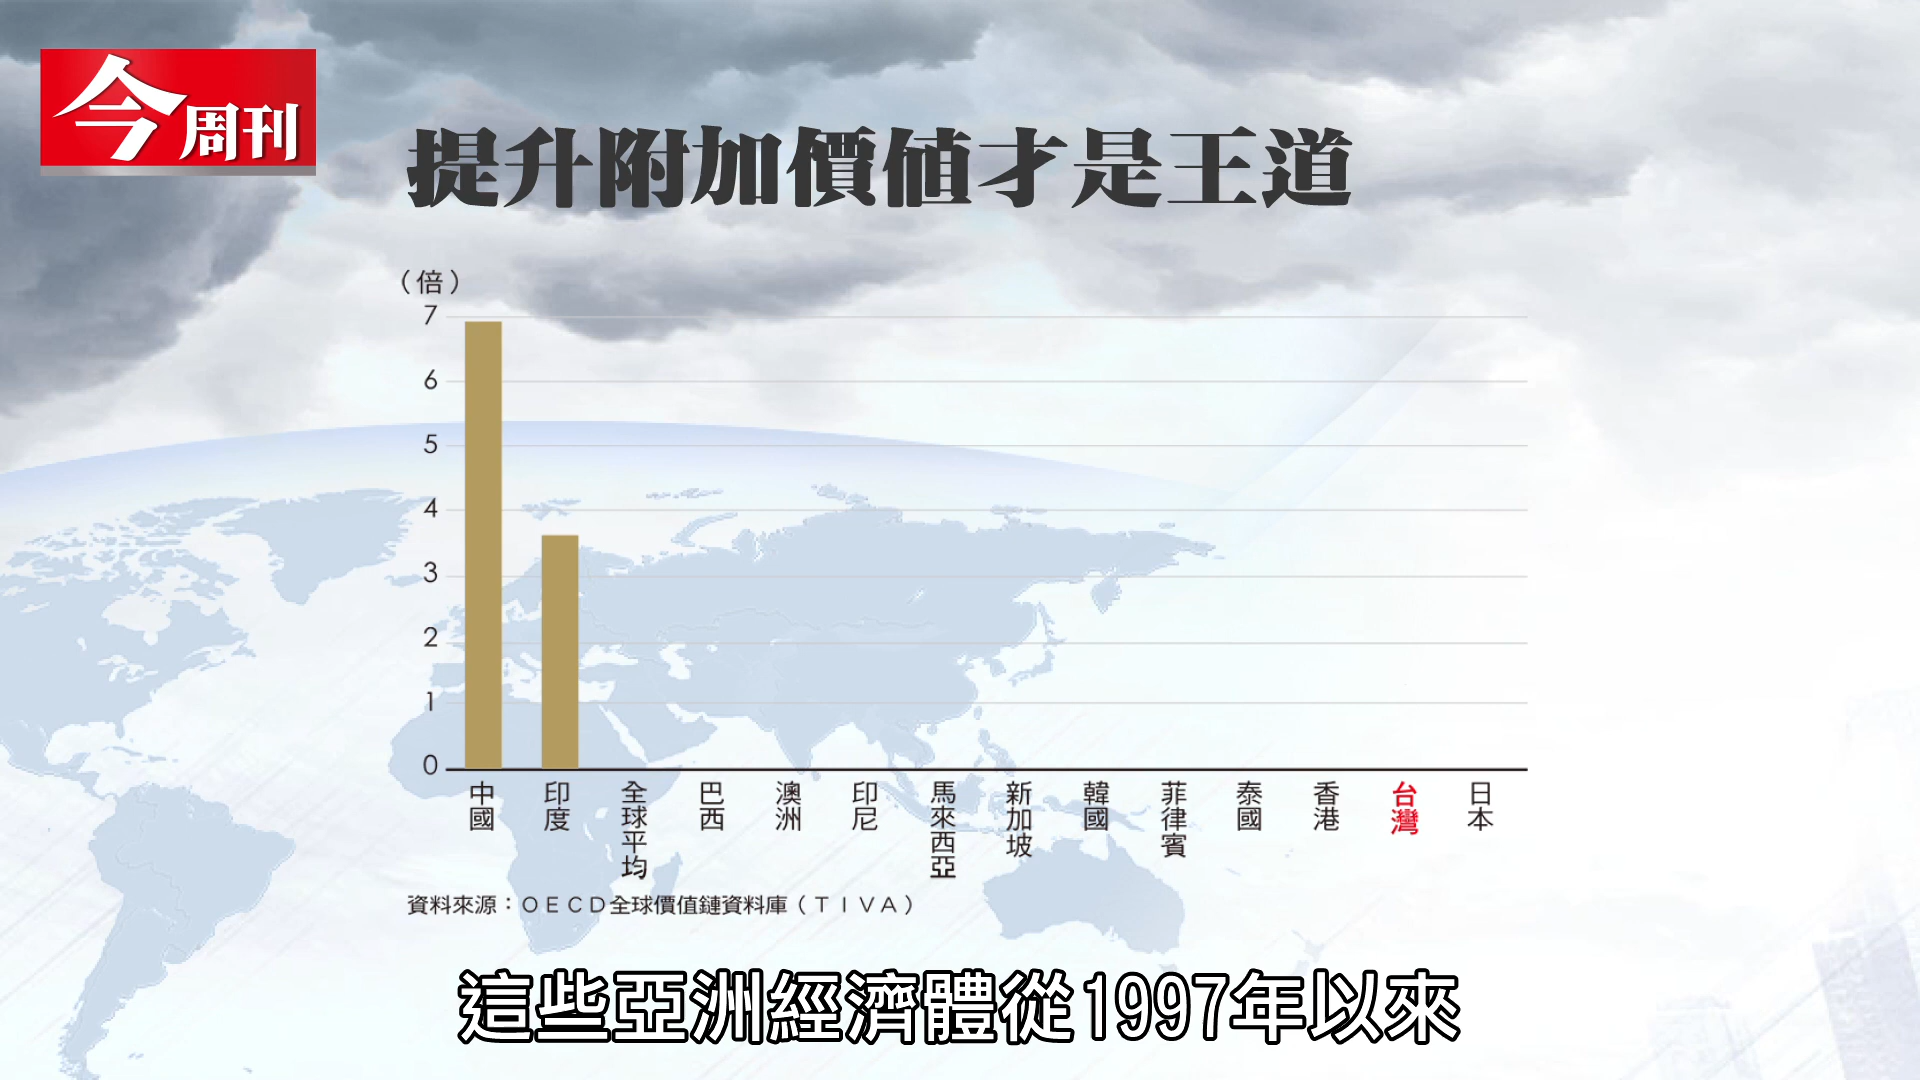 今周刊
提升附加價值才是王道
（倍）
7
6
5
4
3
2
1
0
中國
印度
全球平均
巴西
澳洲
印尼
馬來西亞
新加坡
韓國
菲律賓
泰國
香港
台灣
日本
資料來源：OECD全球價值鏈資料庫（TIVA）
這些亞洲經濟體從1997年以來